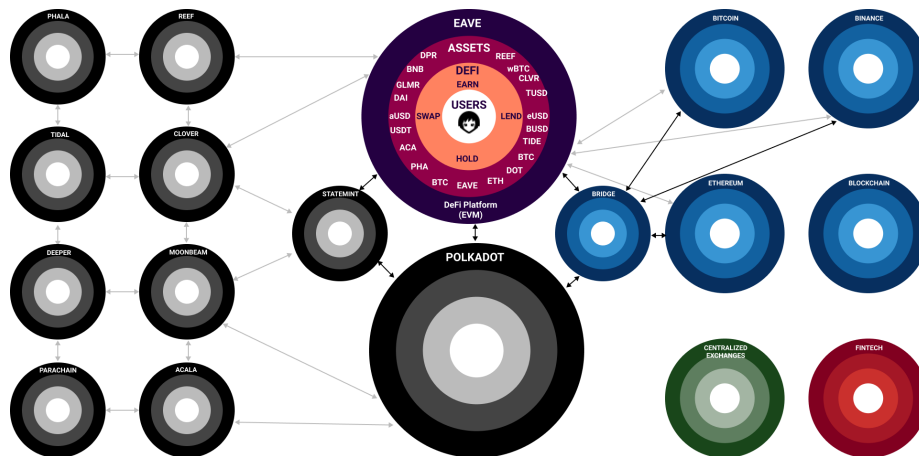 PHALA
REEF
TIDAL
CLOVER
DEEPER
MOONBEAM
PARACHAIN
ACALA
STATEMINT
EAVE
ASSETS
DPR
REEF
BNB
wBTC
GLMR
CLVR
DAI
TUSD
aUSD
eUSD
USDT
BUSD
ACA
TIDE
PHA
BTC
BTC
DOT
EAVE
ETH
DEFI
EARN
SWAP
LEND
HOLD
USERS
DeFi Platform
(EVM)
POLKADOT
BRIDGE
BITCOIN
BINANCE
ETHEREUM
BLOCKCHAIN
CENTRALIZED
EXCHANGES
FINTECH